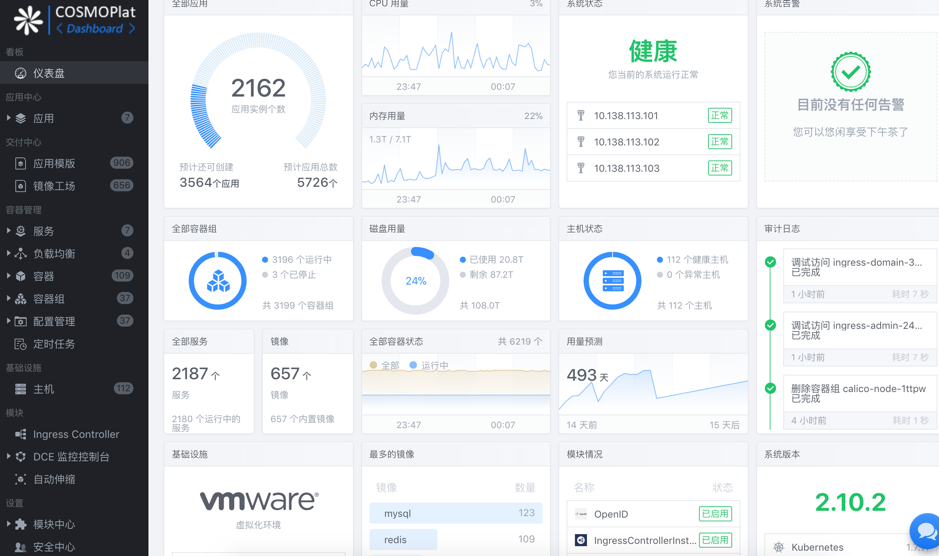 COSMOPlat
< Dashboard >
看板
仪表盘
应用中心
应用 7
交付中心
应用模版 906
镜像工场 656
容器管理
服务 7
负载均衡 4
容器 109
容器组 37
配置管理 37
定时任务
基础设施
主机 112
模块
Ingress Controller
DCE 监控控制台
自动伸缩
设置
模块中心
安全中心
全部应用
2162
应用实例个数
预计还可创建
3564个应用
预计应用总数
5726个
CPU 用量 3%
23:47 00:07
内存用量 22%
1.3T / 7.1T
23:47 00:07
系统状态
健康
您当前的系统运行正常
10.138.113.101 正常
10.138.113.102 正常
10.138.113.103 正常
系统告警
目前没有任何告警
您可以您闲享受下午茶了
全部容器组
3196 个运行中
3 个已停止
共 3199 个容器组
磁盘用量
24%
已使用 20.8T
剩余 87.2T
共 108.0T
主机状态
112 个健康主机
0 个异常主机
共 112 个主机
审计日志
调试访问 ingress-domain-3...
已完成
1 小时前 耗时 7 秒
调试访问 ingress-admin-24...
已完成
1 小时前 耗时 7 秒
删除容器组 calico-node-1ttpw
已完成
4 小时前 耗时 1 秒
全部服务
2187 个
服务
2180 个运行中的
服务
镜像
657 个
镜像
657 个内置镜像
全部容器状态 共 6219 个
全部 运行中
23:47 00:07
用量预测
493 天
14 天前 15 天后
基础设施
vmware®
虚拟化环境
最多的镜像
镜像 数量
mysql 123
redis 109
模块情况
名称 状态
OpenID 已启用
IngressControllerInst... 已启用
系统版本
2.10.2
Kubernetes